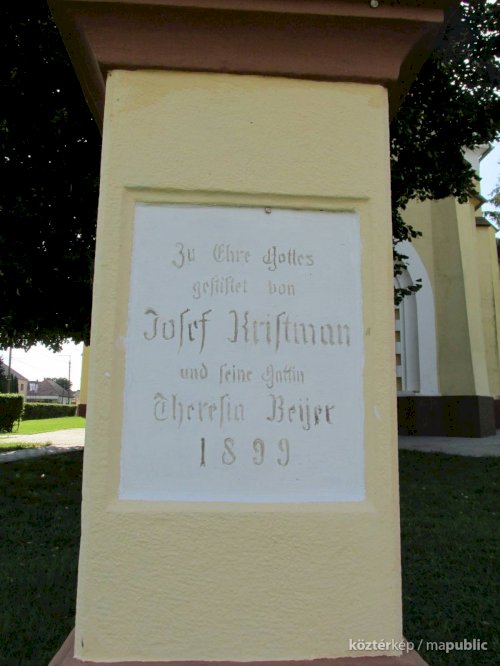 Zu Ehre Gottes
gestiftet von
Josef Kristman
und seine Gattin
Theresia Beijer
1899
köztérkép / mapublic